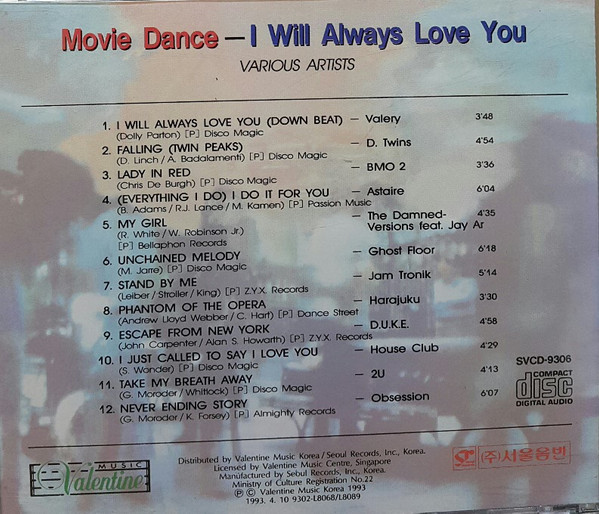 Movie Dance – I Will Always Love You
VARIOUS ARTISTS
1. I WILL ALWAYS LOVE YOU (DOWN BEAT) – Valery 3'48
(Dolly Parton) [P] Disco Magic
2. FALLING (TWIN PEAKS) – D. Twins 4'54
(D. Linch / A. Badalamenti) [P] Disco Magic
3. LADY IN RED – BMO 2 3'36
(Chris De Burgh) [P] Disco Magic
4. (EVERYTHING I DO) I DO IT FOR YOU – Astaire 6'04
(B. Adams / R.J. Lance / M. Kamen) [P] Passion Music
5. MY GIRL – The Damned- 4'35
(R. White / W. Robinson Jr.) Versions feat. Jay Ar
[P] Bellaphon Records
6. UNCHAINED MELODY – Ghost Floor 6'18
(M. Jarre) [P] Disco Magic
7. STAND BY ME – Jam Tronik 5'14
(Leiber / Stroller / King) [P] Z.Y.X. Records
8. PHANTOM OF THE OPERA – Harajuku 3'30
(Andrew Lloyd Webber / C. Hart) [P] Dance Street
9. ESCAPE FROM NEW YORK – D.U.K.E. 4'58
(John Carpenter / Alan S. Howarth) [P] Z.Y.X. Records
10. I JUST CALLED TO SAY I LOVE YOU – House Club 4'29
(S. Wonder) [P] Disco Magic
11. TAKE MY BREATH AWAY – 2U 4'13
(G. Moroder / Whitlock) [P] Disco Magic
12. NEVER ENDING STORY – Obsession 6'07
(G. Moroder / K. Forsey) [P] Almighty Records
SVCD-9306
COMPACT
disc
DIGITAL AUDIO
MUSIC
Valentine
Distributed by Valentine Music Korea / Seoul Records, Inc., Korea.
Licensed by Valentine Music Centre, Singapore
Manufactured by Seoul Records, Inc., Korea.
Ministry of Culture Registration No.22
Ⓟ © Valentine Music Korea 1993
1993. 4. 10 9302-L8068/L8089
(주)서울음반